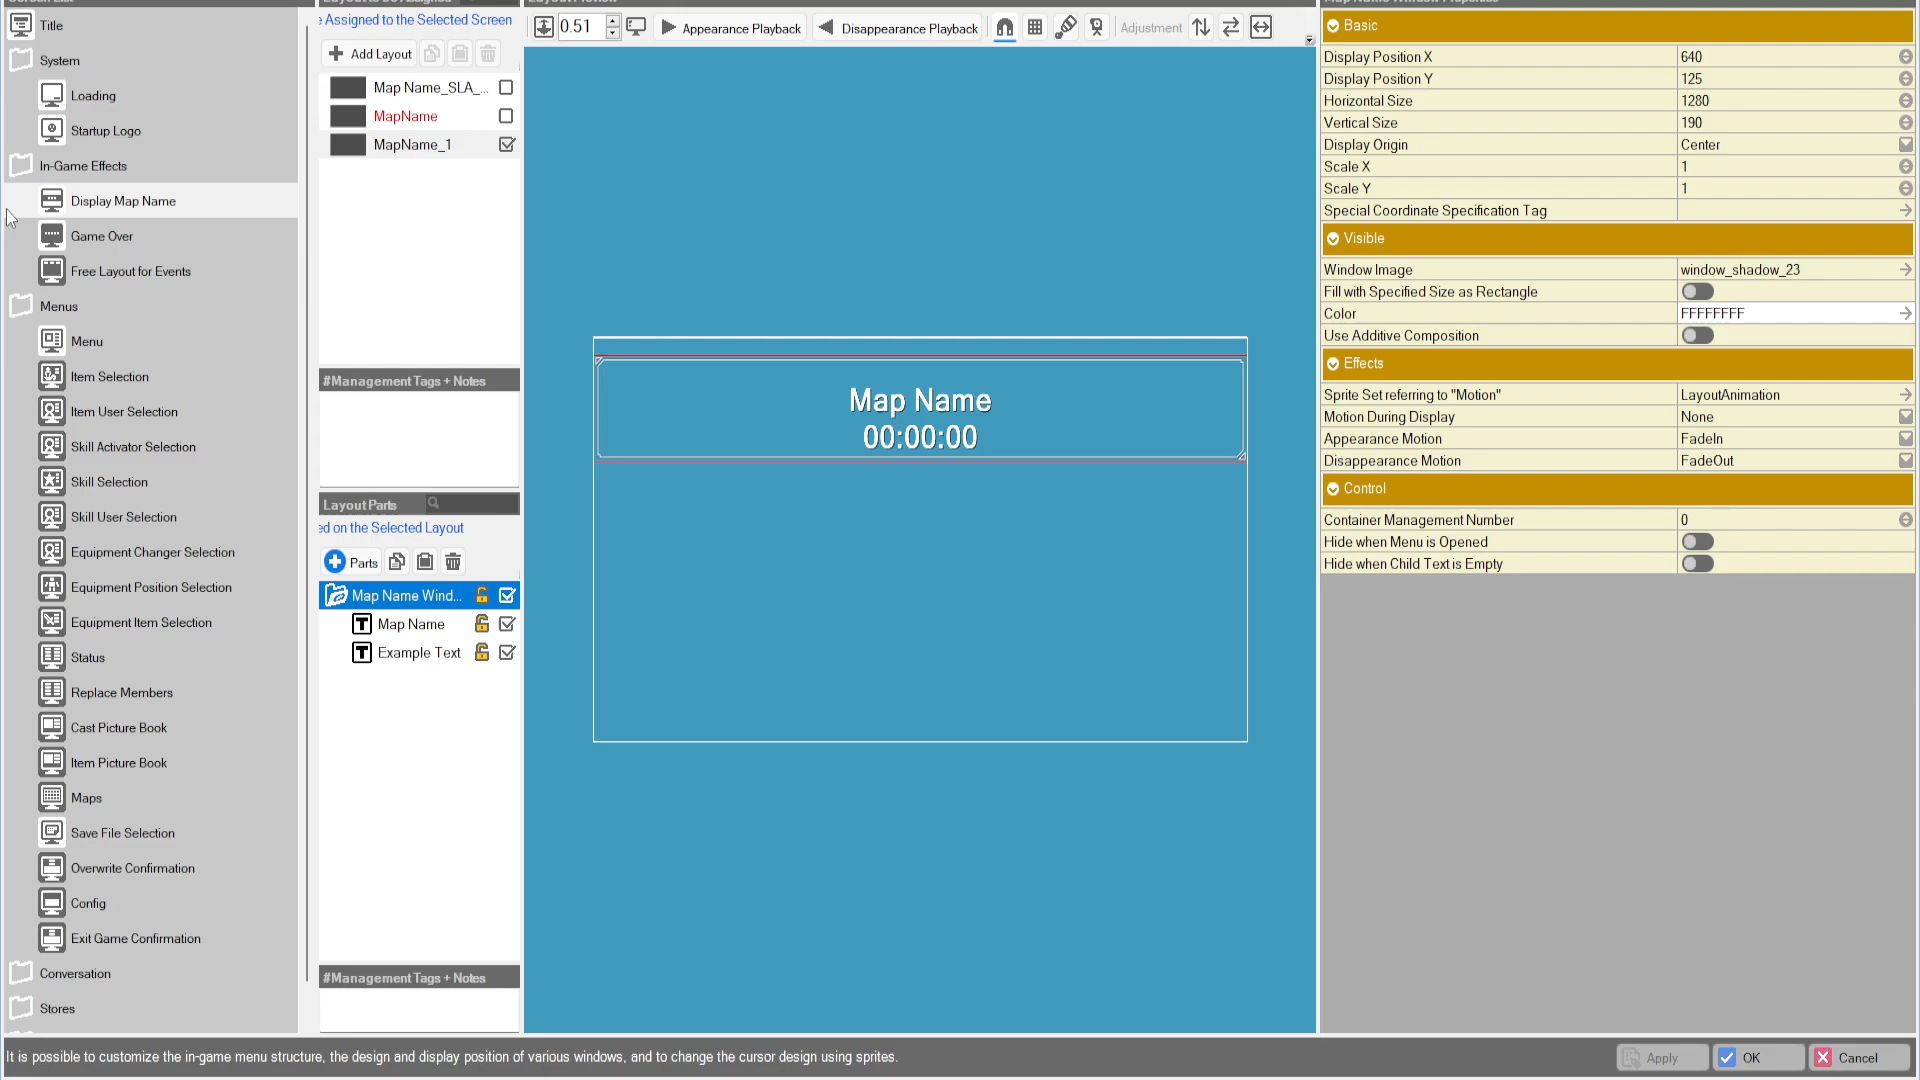 Title
System
Loading
Startup Logo
In-Game Effects
Display Map Name
Game Over
Free Layout for Events
Menus
Menu
Item Selection
Item User Selection
Skill Activator Selection
Skill Selection
Skill User Selection
Equipment Changer Selection
Equipment Position Selection
Equipment Item Selection
Status
Replace Members
Cast Picture Book
Item Picture Book
Maps
Save File Selection
Overwrite Confirmation
Config
Exit Game Confirmation
Conversation
Stores
Assigned to the Selected Screen
Add Layout
Map Name_SLA_...
MapName
MapName_1
#Management Tags + Notes
Layout Parts
ed on the Selected Layout
Parts
Map Name Wind...
Map Name
Example Text
#Management Tags + Notes
0.51
Appearance Playback
Disappearance Playback
Adjustment
Map Name
00:00:00
Basic
Display Position X 640
Display Position Y 125
Horizontal Size 1280
Vertical Size 190
Display Origin Center
Scale X 1
Scale Y 1
Special Coordinate Specification Tag
Visible
Window Image window_shadow_23
Fill with Specified Size as Rectangle
Color FFFFFFFF
Use Additive Composition
Effects
Sprite Set referring to "Motion" LayoutAnimation
Motion During Display None
Appearance Motion FadeIn
Disappearance Motion FadeOut
Control
Container Management Number 0
Hide when Menu is Opened
Hide when Child Text is Empty
It is possible to customize the in-game menu structure, the design and display position of various windows, and to change the cursor design using sprites.
Apply
OK
Cancel